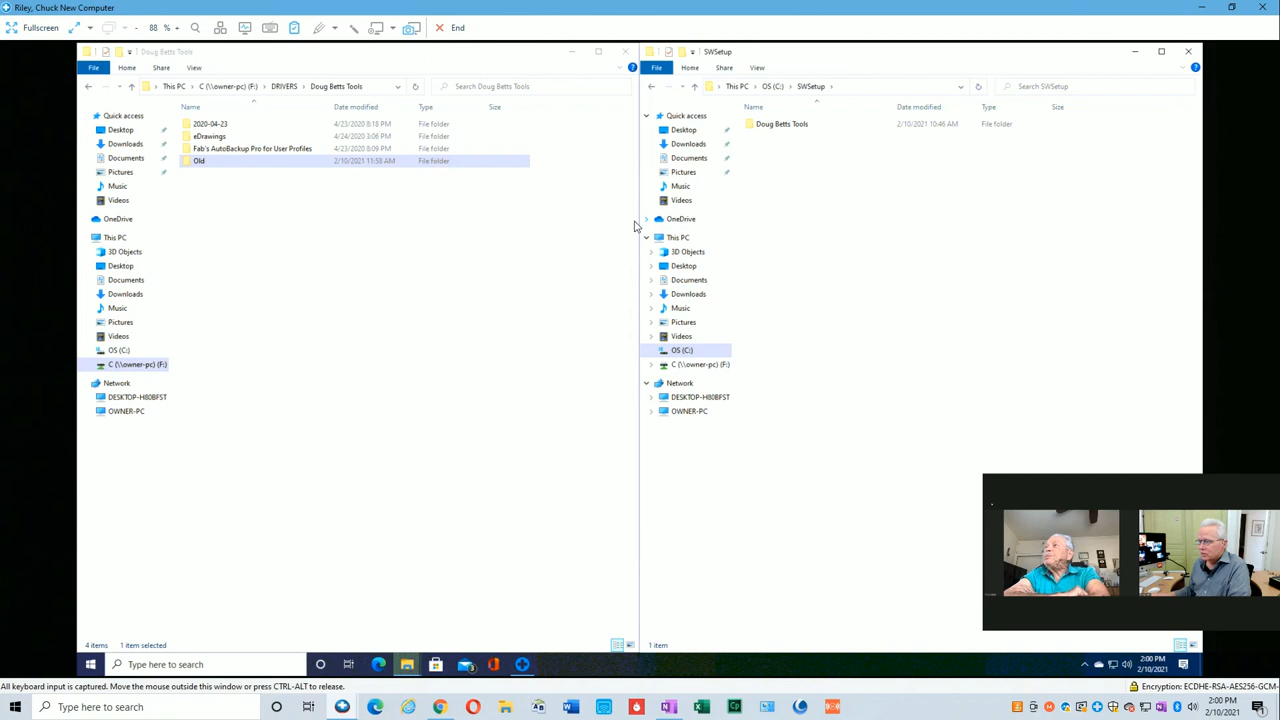 Riley, Chuck New Computer
Fullscreen - 88 % + End
Doug Betts Tools
File Home Share View
This PC > C (\\owner-pc) (F:) > DRIVERS > Doug Betts Tools
Search Doug Betts Tools
Name Date modified Type Size
Quick access
Desktop
Downloads
Documents
Pictures
Music
Videos
OneDrive
This PC
3D Objects
Desktop
Documents
Downloads
Music
Pictures
Videos
OS (C:)
C (\\owner-pc) (F:)
Network
DESKTOP-H80BFST
OWNER-PC
2020-04-23 4/23/2020 8:18 PM File folder
eDrawings 4/24/2020 3:06 PM File folder
Fab's AutoBackup Pro for User Profiles 4/23/2020 8:09 PM File folder
Old 2/10/2021 11:58 AM File folder
4 items 1 item selected
SWSetup
File Home Share View
This PC > OS (C:) > SWSetup >
Search SWSetup
Name Date modified Type Size
Quick access
Desktop
Downloads
Documents
Pictures
Music
Videos
OneDrive
This PC
3D Objects
Desktop
Documents
Downloads
Music
Pictures
Videos
OS (C:)
C (\\owner-pc) (F:)
Network
DESKTOP-H80BFST
OWNER-PC
Doug Betts Tools 2/10/2021 10:46 AM File folder
1 item
Type here to search
2:00 PM
2/10/2021
All keyboard input is captured. Move the mouse outside this window or press CTRL-ALT to release.
Encryption: ECDHE-RSA-AES256-GCM-
Type here to search
2:00 PM
2/10/2021